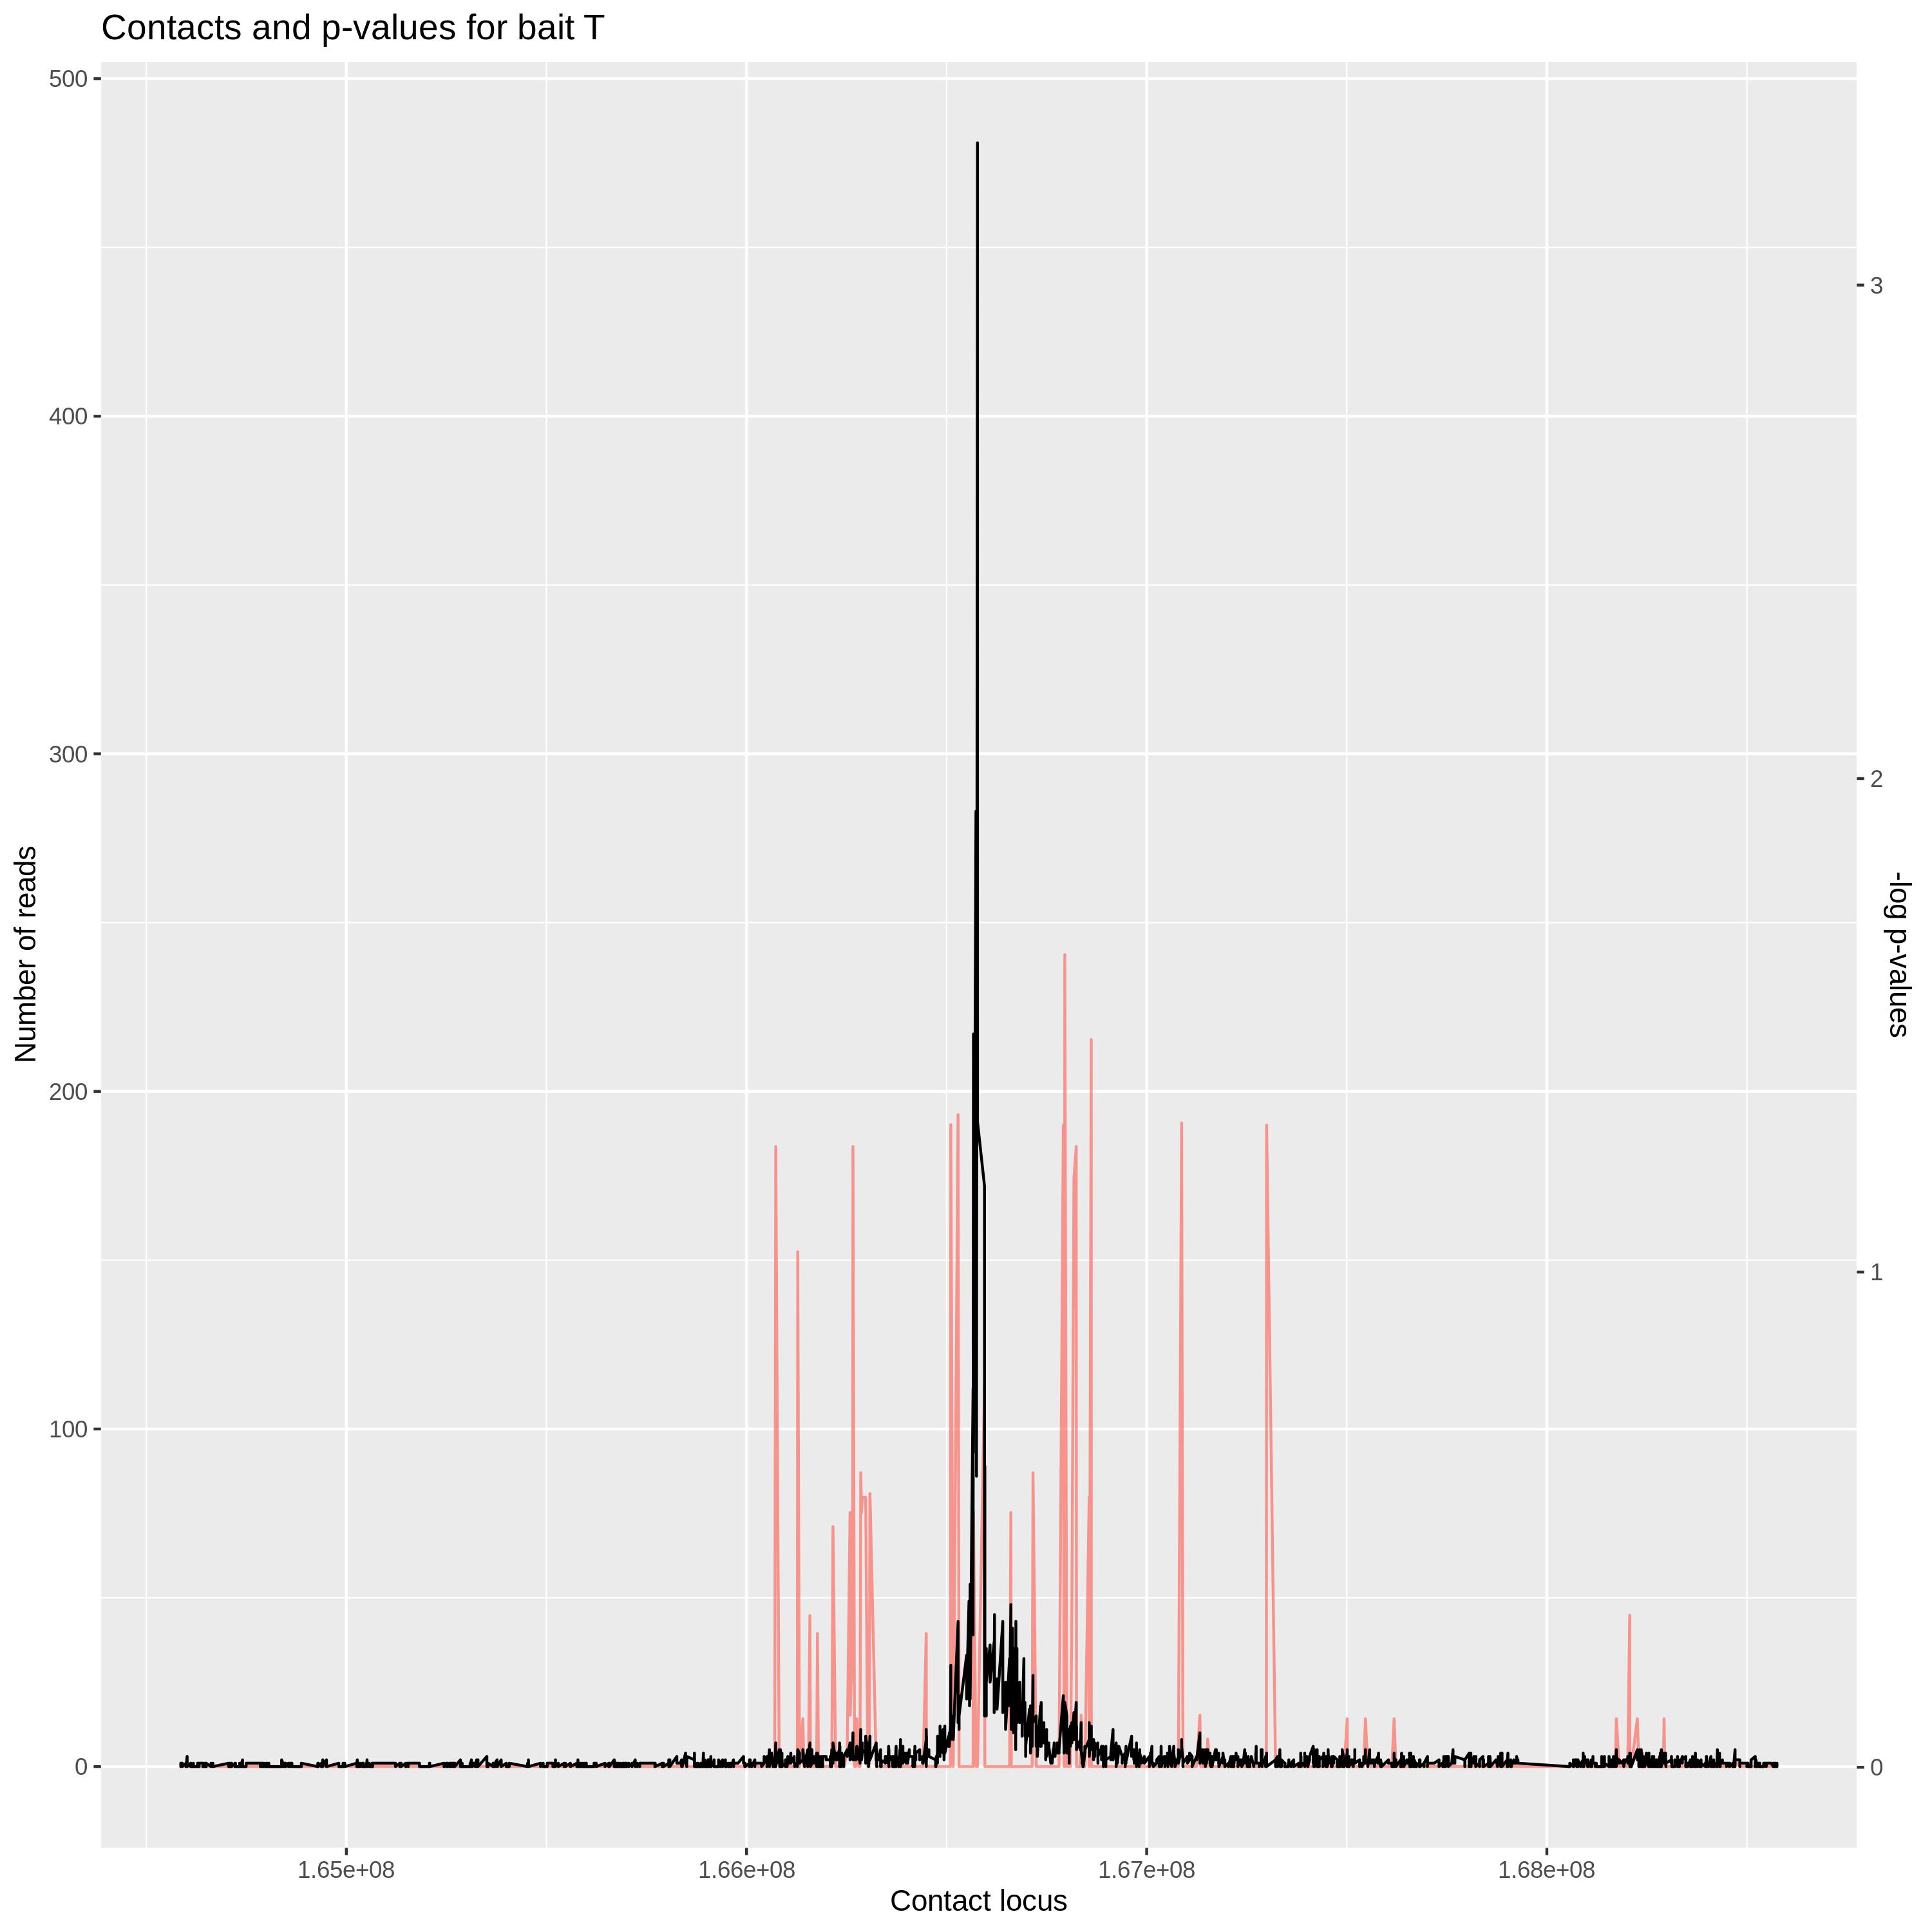 Contacts and p-values for bait T
500
400
300
200
100
0
Number of reads
3
2
1
0
-log p-values
1.65e+08
1.66e+08
1.67e+08
1.68e+08
Contact locus